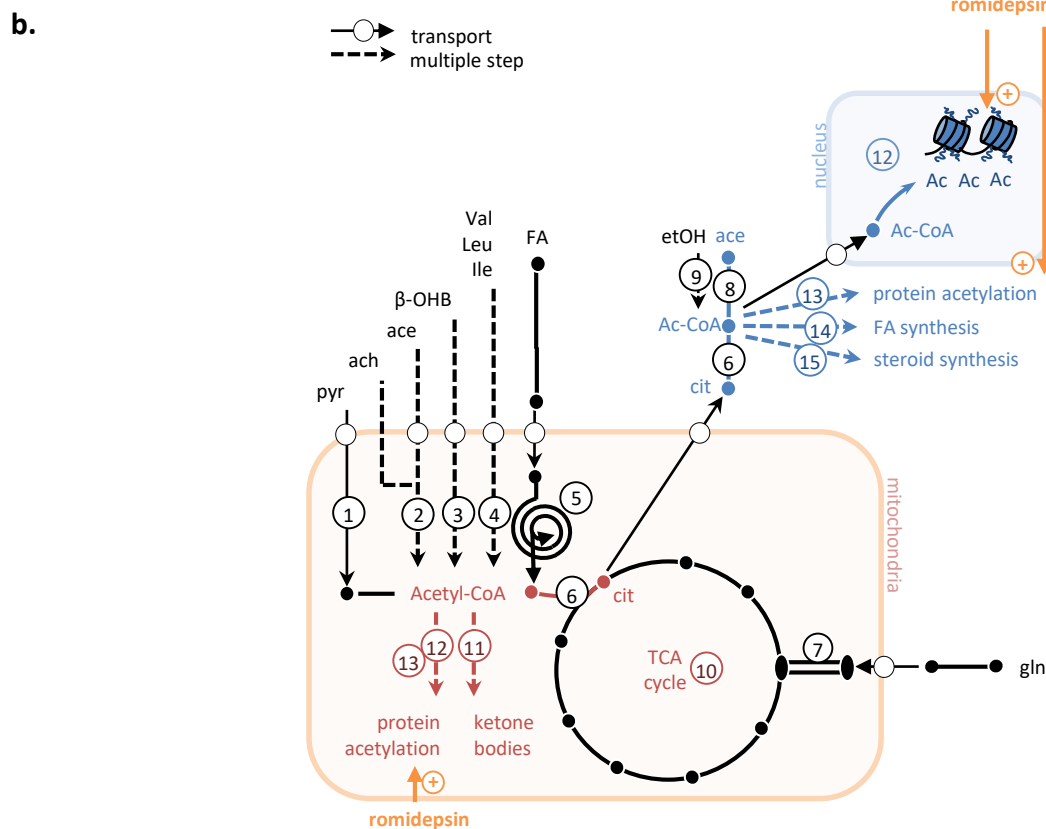 b.
transport
multiple step
romidepsin
+
nucleus
12
Ac Ac Ac
Ac-CoA
+
Val
Leu
Ile
FA
etOH
ace
9
8
13
protein acetylation
β-OHB
Ac-CoA
14
FA synthesis
ace
6
15
steroid synthesis
ach
cit
pyr
mitochondria
1
2
3
4
5
Acetyl-CoA
6
cit
13
12
11
TCA
cycle
10
7
gln
protein
acetylation
ketone
bodies
+
romidepsin